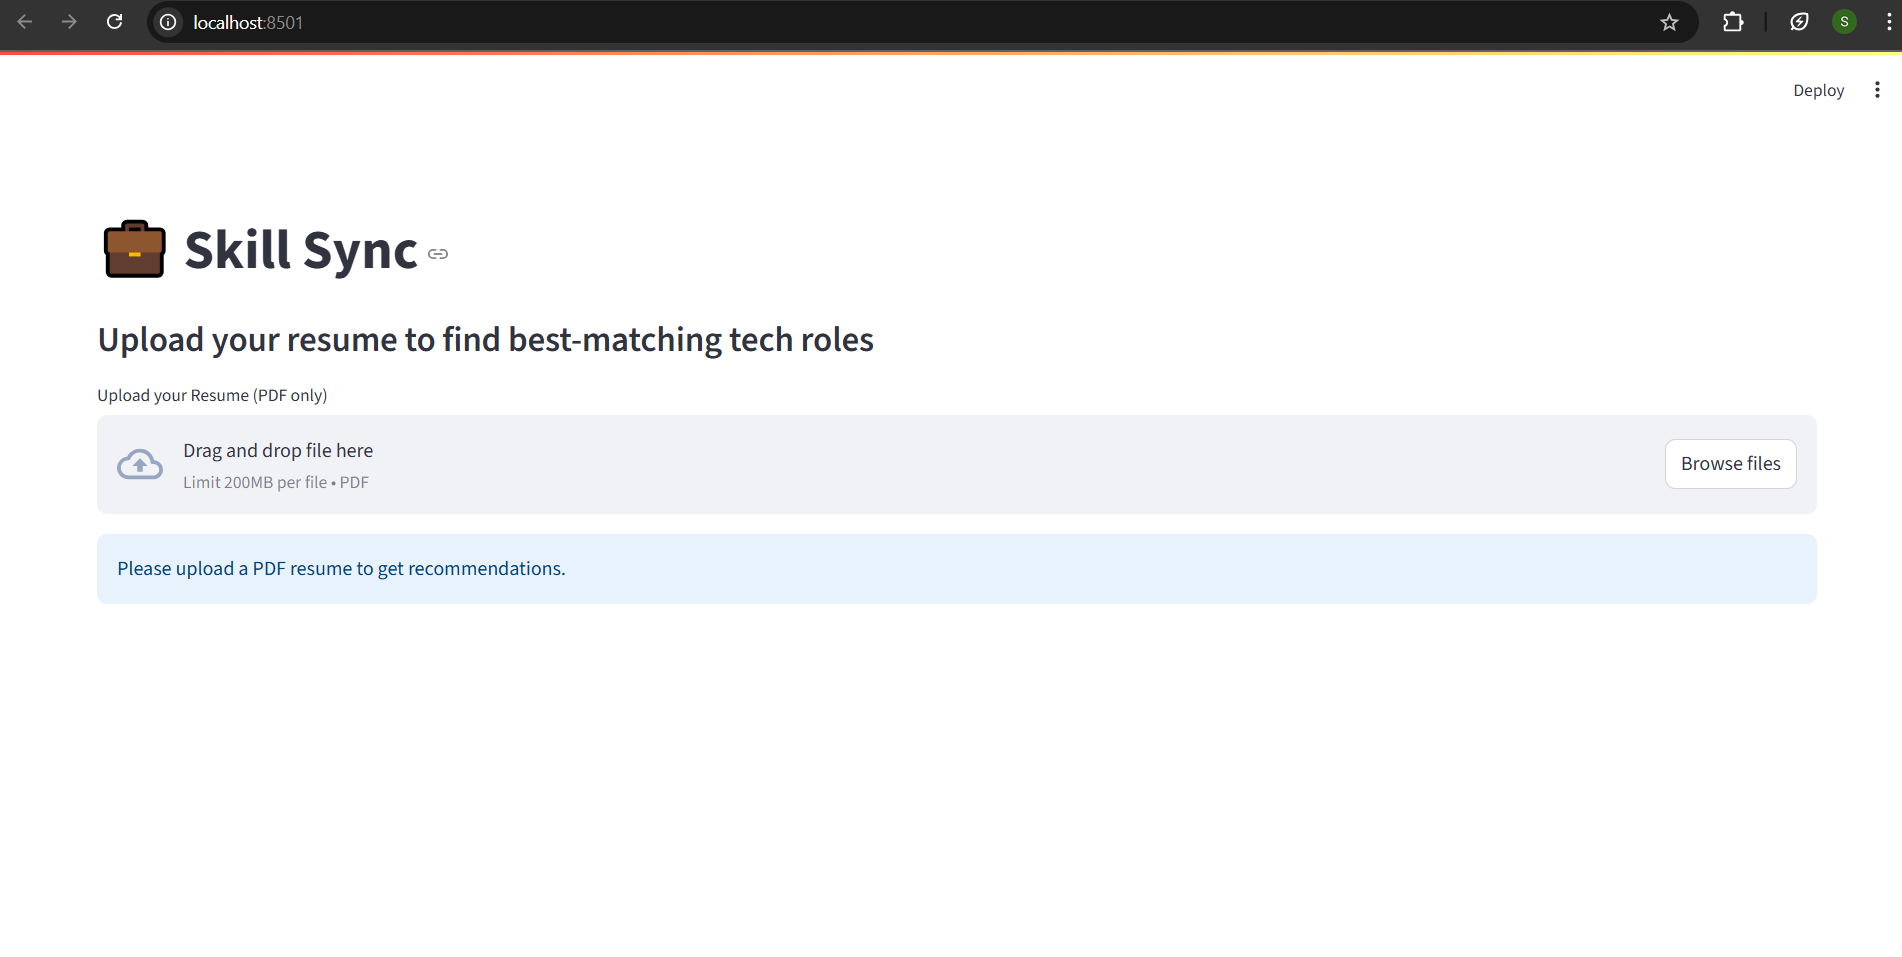 localhost:8501
S
Deploy
Skill Sync
Upload your resume to find best-matching tech roles
Upload your Resume (PDF only)
Drag and drop file here
Limit 200MB per file • PDF
Browse files
Please upload a PDF resume to get recommendations.